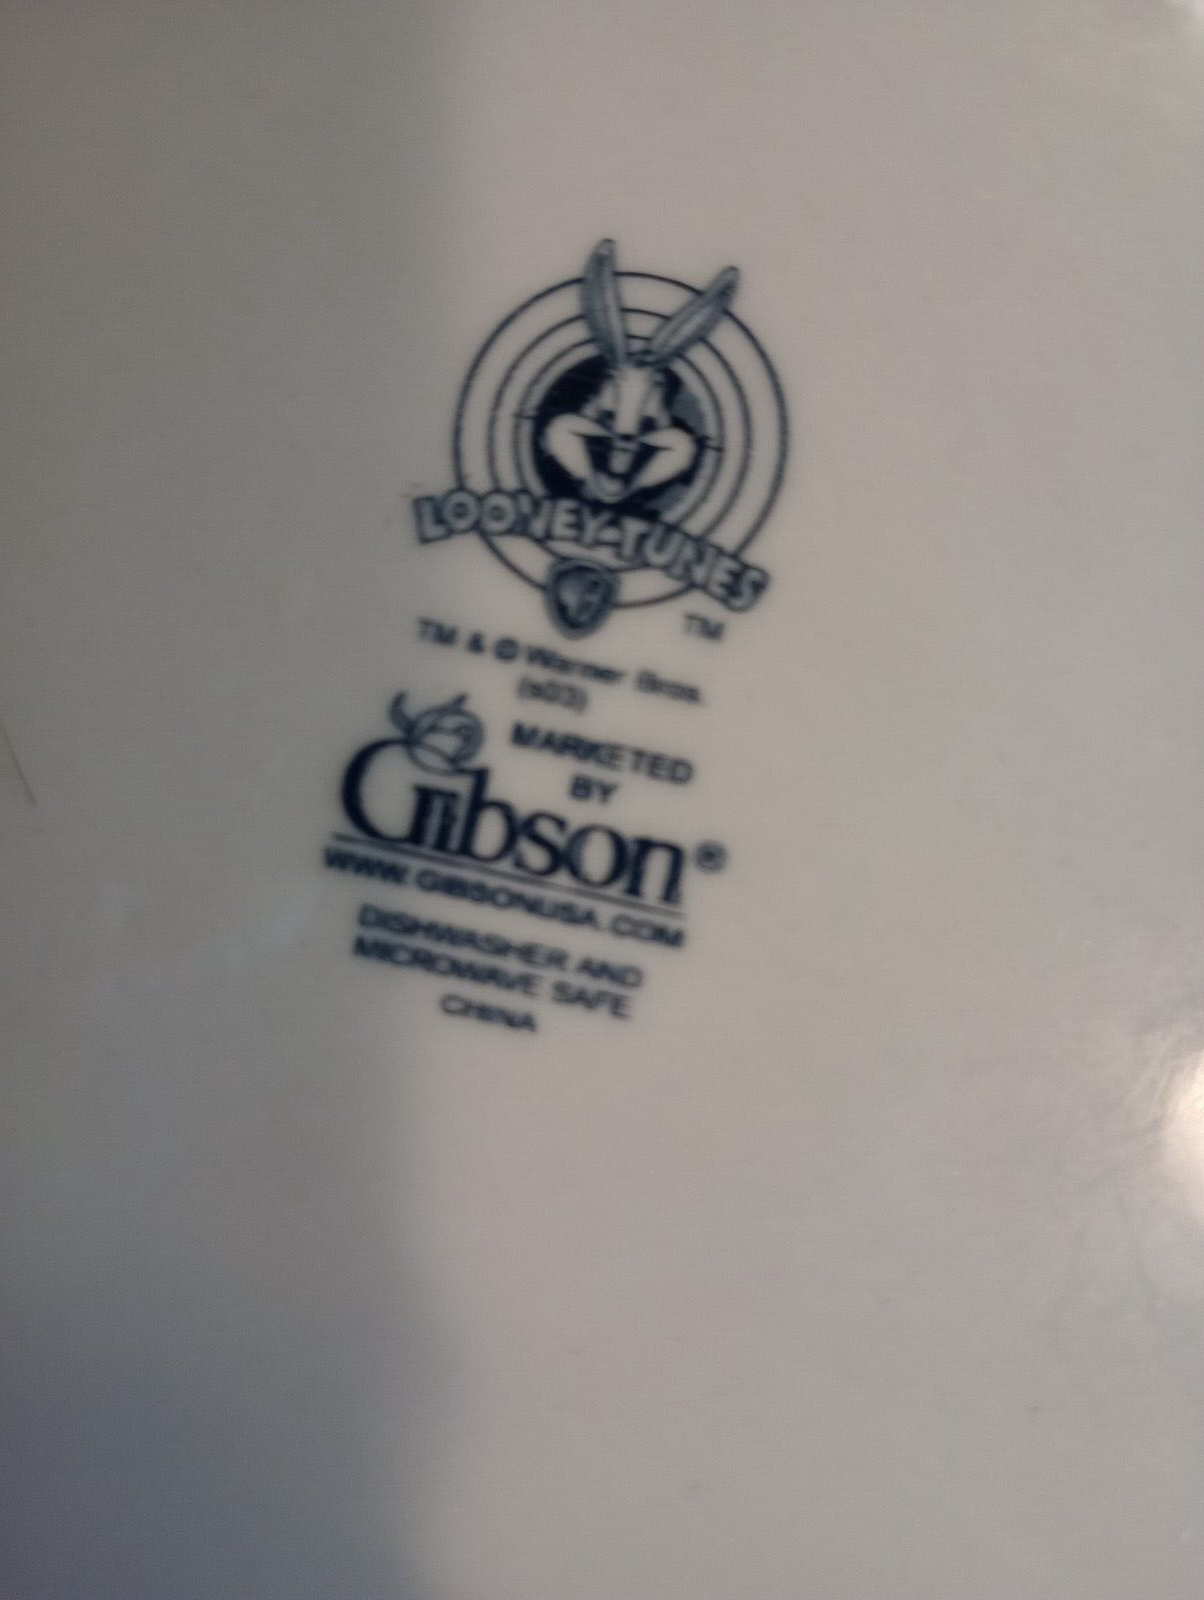 LOONEY TUNES
TM
TM & © Warner Bros.
(s03)
MARKETED
BY
Gibson®
WWW.GIBSONUSA.COM
DISHWASHER AND
MICROWAVE SAFE
CHINA